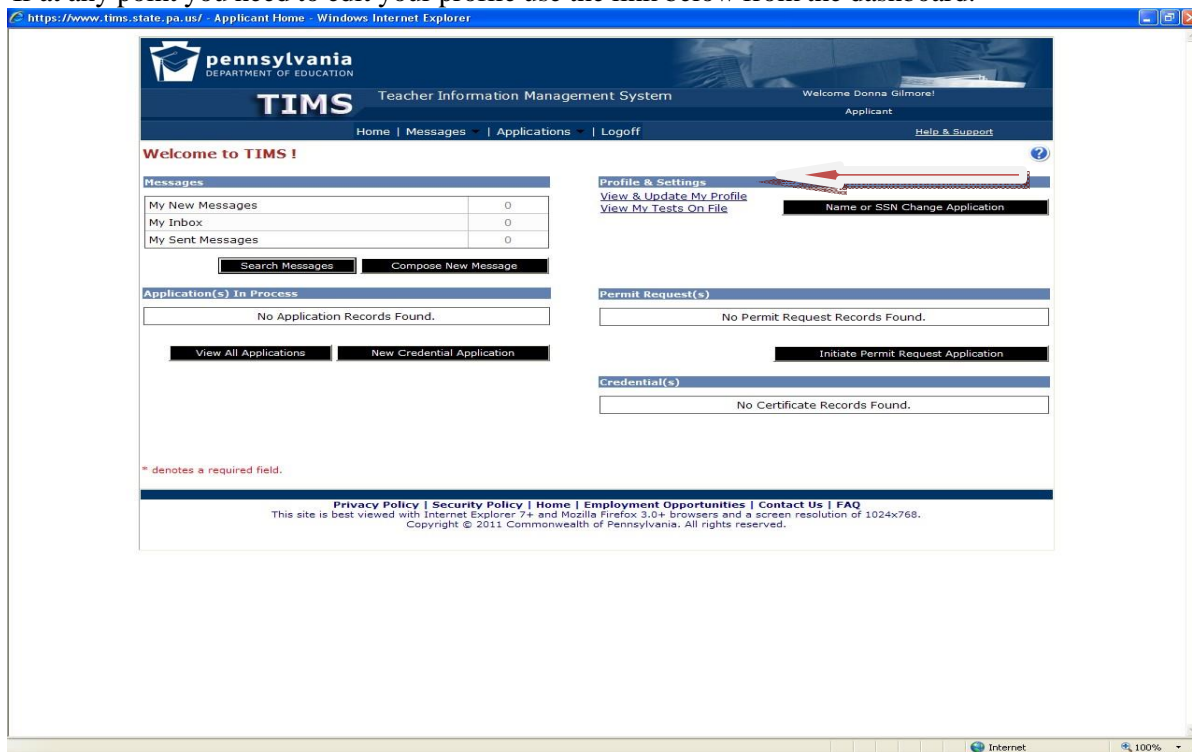 If at any point you need to edit your profile use the link below from the dashboard.
https://www.tims.state.pa.us/ - Applicant Home - Windows Internet Explorer
pennsylvania
DEPARTMENT OF EDUCATION
TIMS Teacher Information Management System
Welcome Donna Gilmore!
Applicant
Home | Messages | Applications | Logoff
Help & Support
Welcome to TIMS !
?
Messages
My New Messages 0
My Inbox 0
My Sent Messages 0
Search Messages Compose New Message
Profile & Settings
View & Update My Profile
View My Tests On File
Name or SSN Change Application
Application(s) In Process
No Application Records Found.
View All Applications New Credential Application
Permit Request(s)
No Permit Request Records Found.
Initiate Permit Request Application
Credential(s)
No Certificate Records Found.
* denotes a required field.
Privacy Policy | Security Policy | Home | Employment Opportunities | Contact Us | FAQ
This site is best viewed with Internet Explorer 7+ and Mozilla Firefox 3.0+ browsers and a screen resolution of 1024x768.
Copyright © 2011 Commonwealth of Pennsylvania. All rights reserved.
Internet 100%